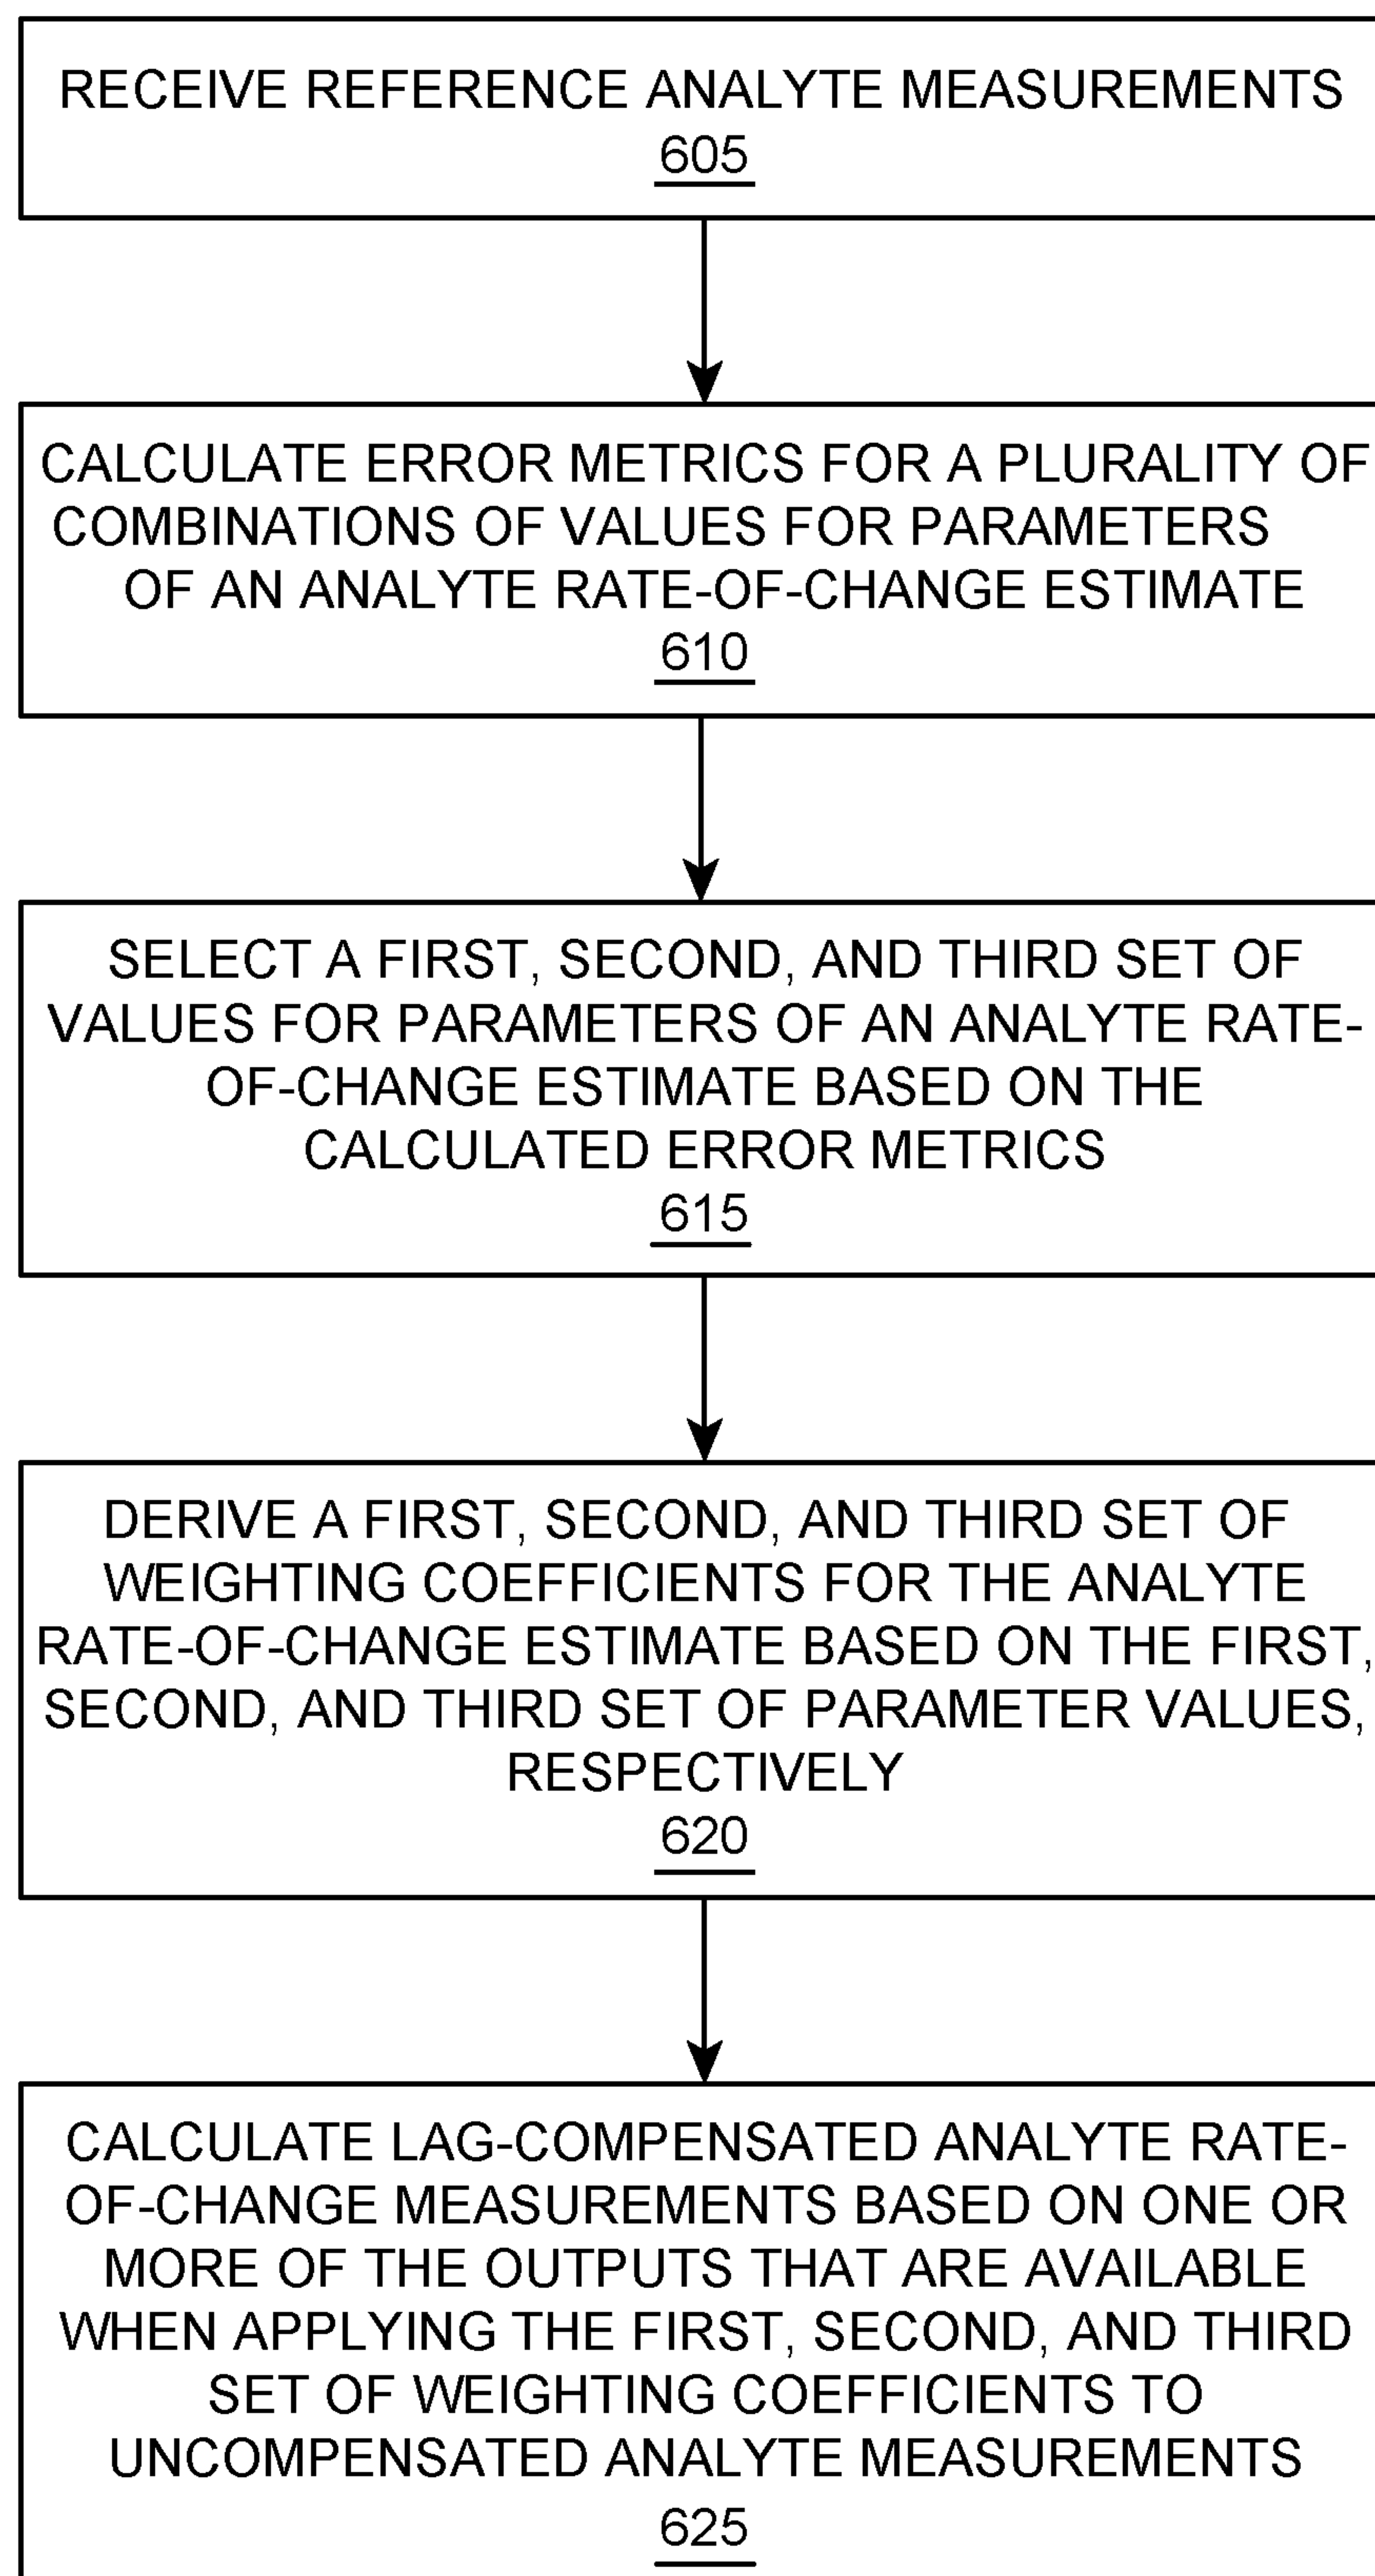 RECEIVE REFERENCE ANALYTE MEASUREMENTS
605
CALCULATE ERROR METRICS FOR A PLURALITY OF
COMBINATIONS OF VALUES FOR PARAMETERS
OF AN ANALYTE RATE-OF-CHANGE ESTIMATE
610
SELECT A FIRST, SECOND, AND THIRD SET OF
VALUES FOR PARAMETERS OF AN ANALYTE RATE-
OF-CHANGE ESTIMATE BASED ON THE
CALCULATED ERROR METRICS
615
DERIVE A FIRST, SECOND, AND THIRD SET OF
WEIGHTING COEFFICIENTS FOR THE ANALYTE
RATE-OF-CHANGE ESTIMATE BASED ON THE FIRST,
SECOND, AND THIRD SET OF PARAMETER VALUES,
RESPECTIVELY
620
CALCULATE LAG-COMPENSATED ANALYTE RATE-
OF-CHANGE MEASUREMENTS BASED ON ONE OR
MORE OF THE OUTPUTS THAT ARE AVAILABLE
WHEN APPLYING THE FIRST, SECOND, AND THIRD
SET OF WEIGHTING COEFFICIENTS TO
UNCOMPENSATED ANALYTE MEASUREMENTS
625